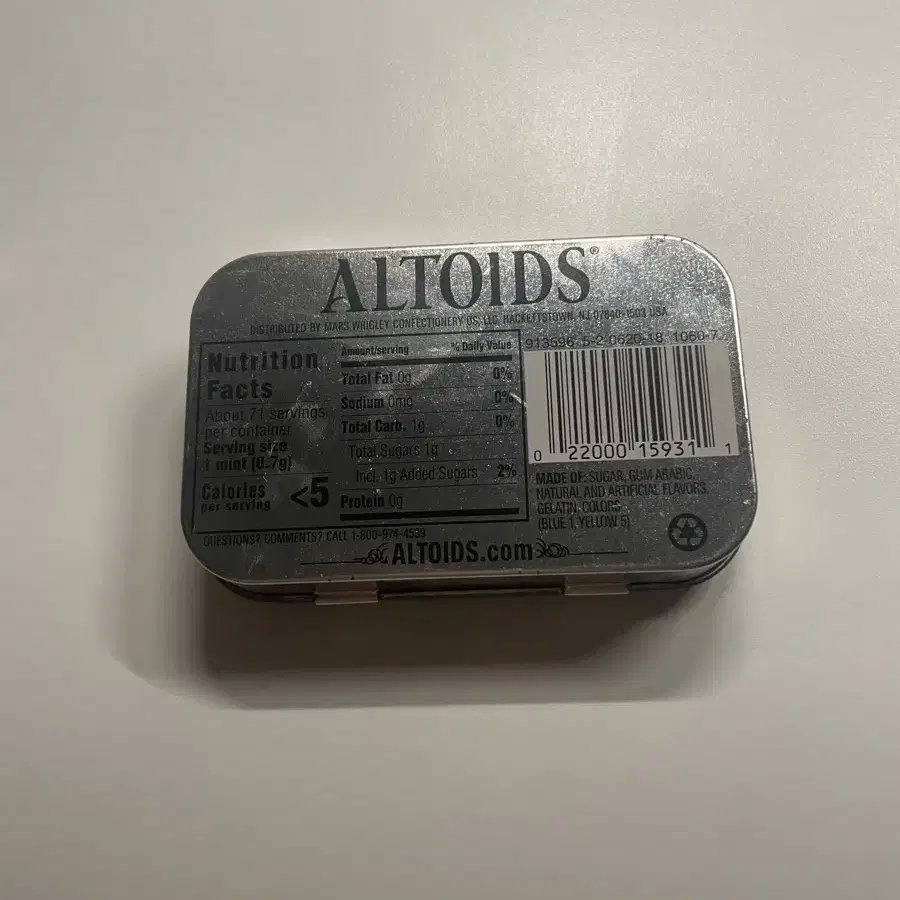 ALTOIDS®
DISTRIBUTED BY MARS WRIGLEY CONFECTIONERY US, LLC, HACKETTSTOWN, NJ 07840-1503 USA
Nutrition
Facts
About 71 servings
per container
Serving size
1 mint (0.7g)
Calories
per serving
<5
Amount/serving % Daily Value
Total Fat 0g 0%
Sodium 0mg 0%
Total Carb. 1g 0%
Total Sugars 1g
Incl. 1g Added Sugars 2%
Protein 0g
913596 5-2-0620-18 1060-7
0 22000 15931 1
MADE OF: SUGAR, GUM ARABIC,
NATURAL AND ARTIFICIAL FLAVORS,
GELATIN, COLORS
(BLUE 1, YELLOW 5)
QUESTIONS? COMMENTS? CALL 1-800-974-4539
ALTOIDS.com